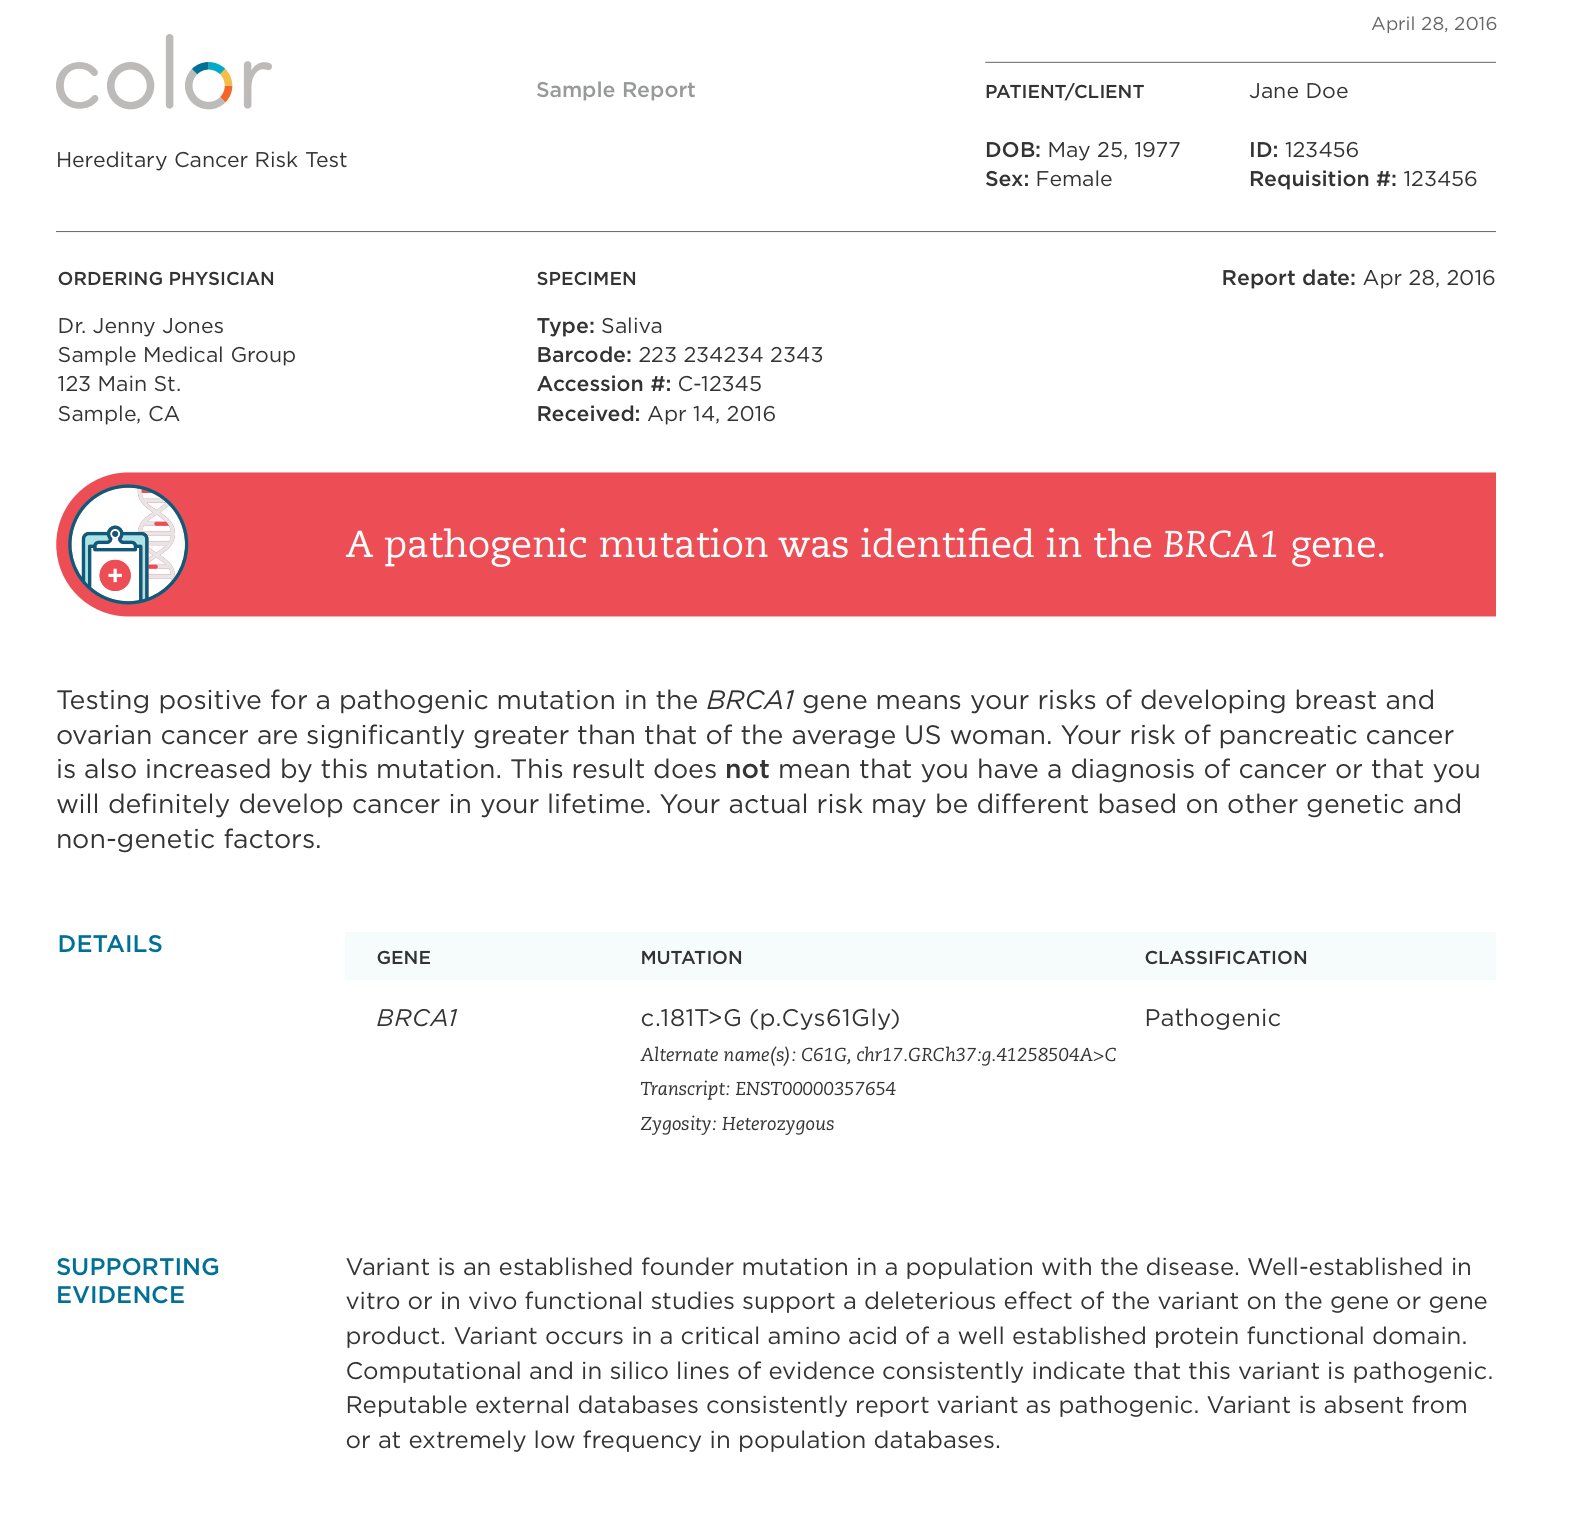 April 28, 2016
color
Sample Report
PATIENT/CLIENT Jane Doe
Hereditary Cancer Risk Test
DOB: May 25, 1977 ID: 123456
Sex: Female Requisition #: 123456
ORDERING PHYSICIAN
Dr. Jenny Jones
Sample Medical Group
123 Main St.
Sample, CA
SPECIMEN
Type: Saliva
Barcode: 223 234234 2343
Accession #: C-12345
Received: Apr 14, 2016
Report date: Apr 28, 2016
A pathogenic mutation was identified in the BRCA1 gene.
Testing positive for a pathogenic mutation in the BRCA1 gene means your risks of developing breast and
ovarian cancer are significantly greater than that of the average US woman. Your risk of pancreatic cancer
is also increased by this mutation. This result does not mean that you have a diagnosis of cancer or that you
will definitely develop cancer in your lifetime. Your actual risk may be different based on other genetic and
non-genetic factors.
DETAILS
GENE MUTATION CLASSIFICATION
BRCA1 c.181T>G (p.Cys61Gly) Pathogenic
Alternate name(s): C61G, chr17.GRCh37:g.41258504A>C
Transcript: ENST00000357654
Zygosity: Heterozygous
SUPPORTING
EVIDENCE
Variant is an established founder mutation in a population with the disease. Well-established in
vitro or in vivo functional studies support a deleterious effect of the variant on the gene or gene
product. Variant occurs in a critical amino acid of a well established protein functional domain.
Computational and in silico lines of evidence consistently indicate that this variant is pathogenic.
Reputable external databases consistently report variant as pathogenic. Variant is absent from
or at extremely low frequency in population databases.